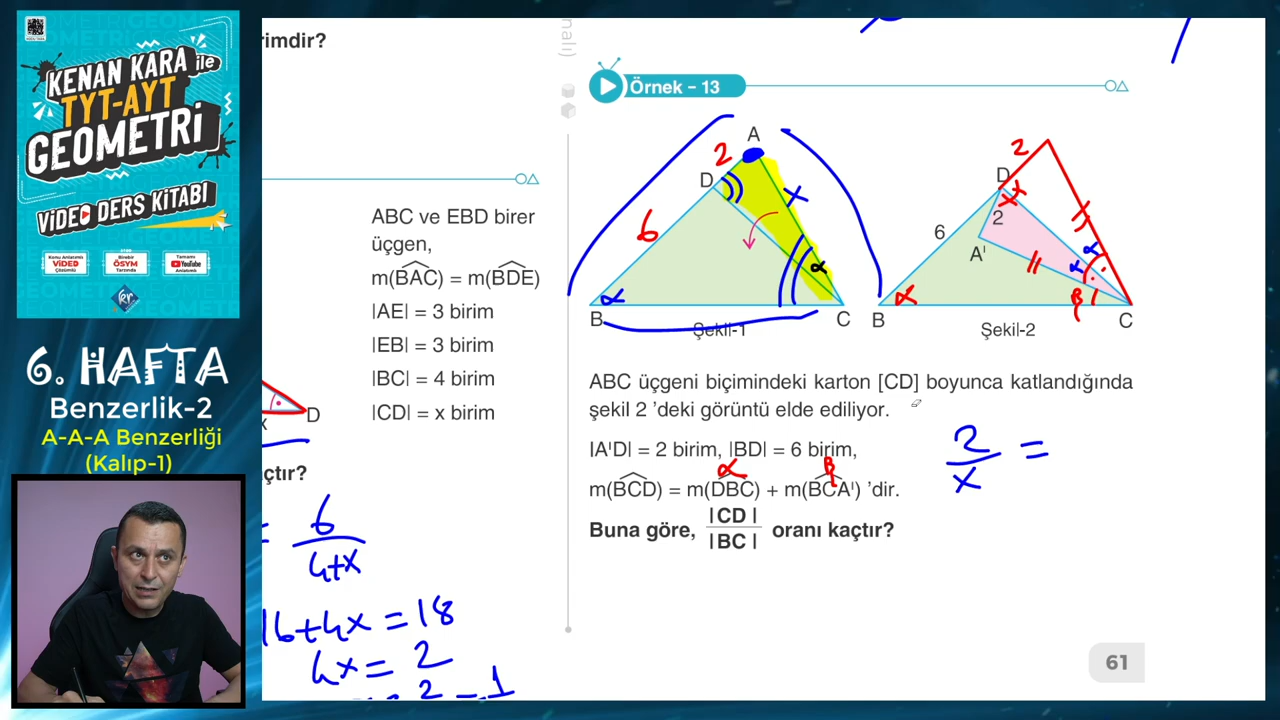 KENAN KARA ile
TYT-AYT
GEOMETRİ
VİDEO DERS KİTABI
6. HAFTA
Benzerlik-2
A-A-A Benzerliği
(Kalıp-1)
rimdir?
D
x
ABC ve EBD birer
üçgen,
m(BAC) = m(BDE)
|AE| = 3 birim
|EB| = 3 birim
|BC| = 4 birim
|CD| = x birim
çtır?
= 6
4+x
16+4x = 18
4x = 2
Örnek - 13
A
2
D
6
x
α
α
B
C
Şekil-1
2
D
x x
6
2
A'
α
α
α
β
B
C
Şekil-2
ABC üçgeni biçimindeki karton [CD] boyunca katlandığında
şekil 2 'deki görüntü elde ediliyor.
|A'D| = 2 birim, |BD| = 6 birim,
α β
m(BCD) = m(DBC) + m(BCA') 'dir.
Buna göre, |CD| / |BC| oranı kaçtır?
2/x =
61